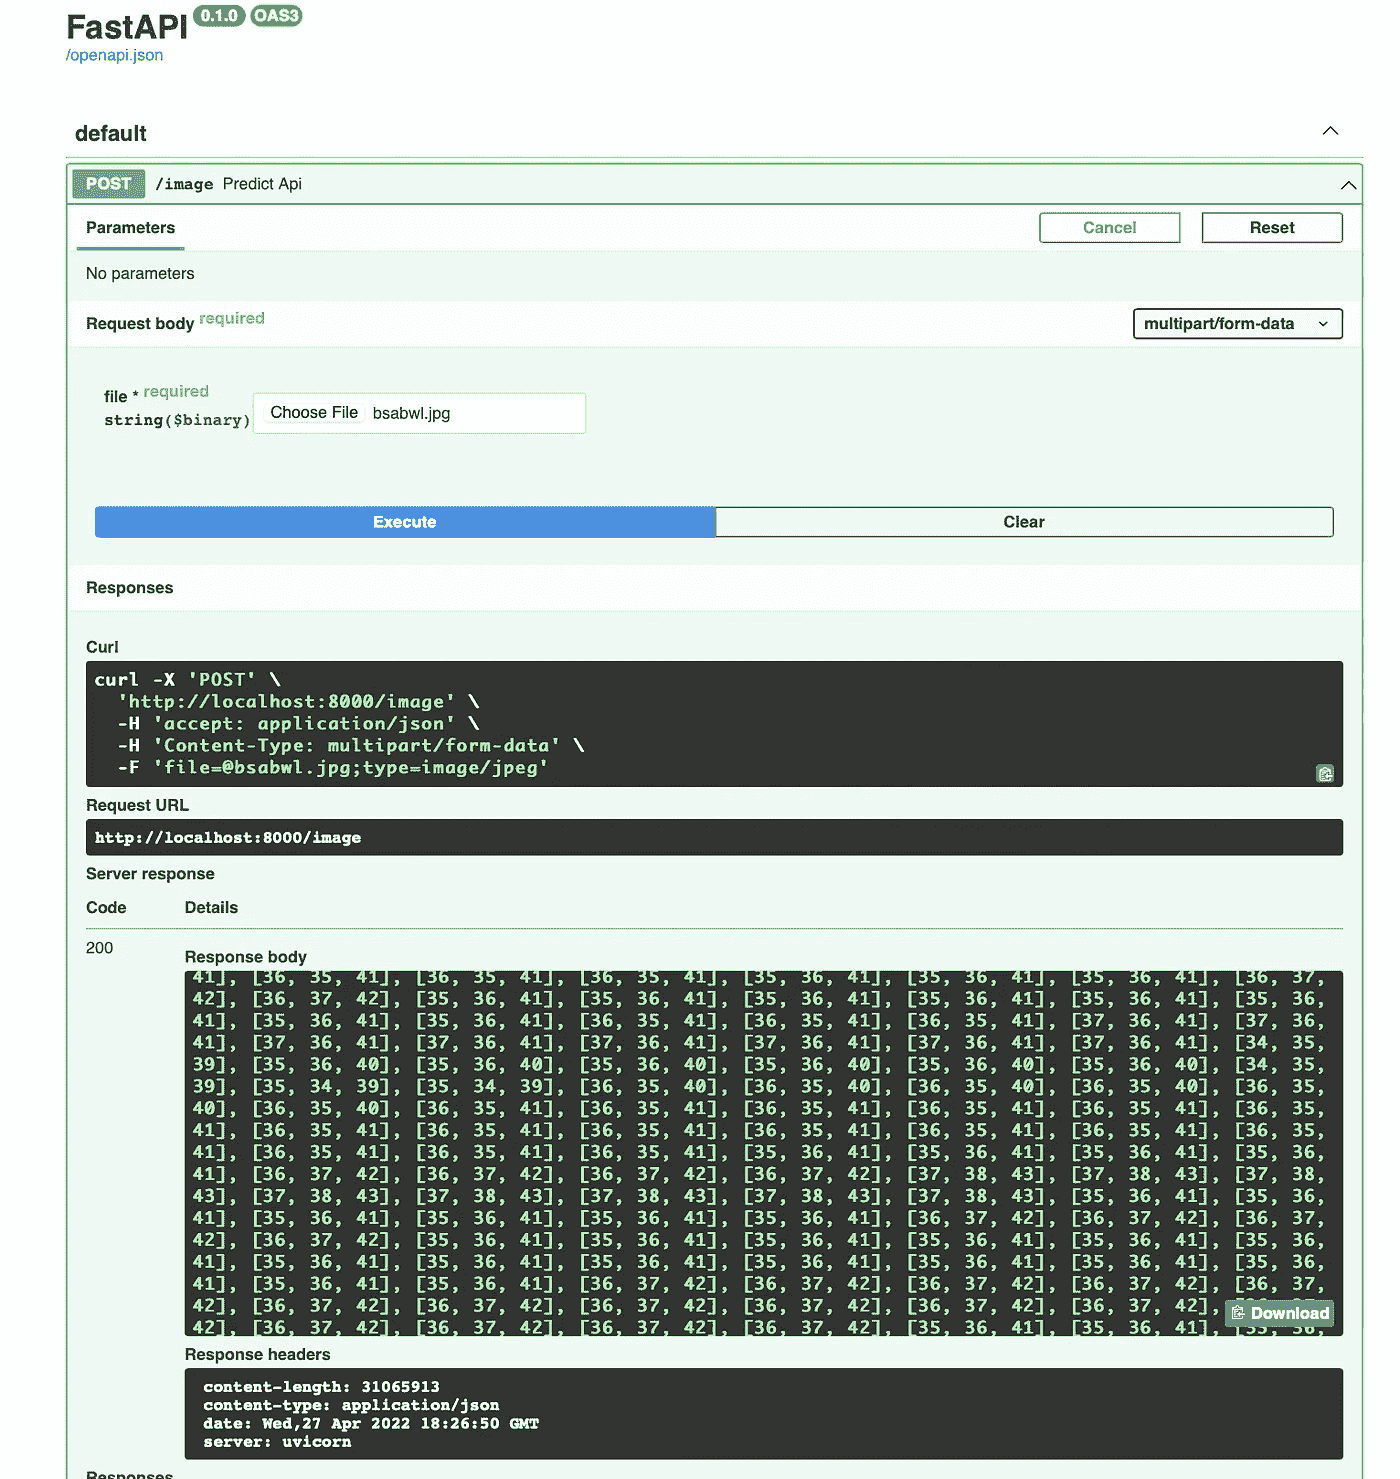 FastAPI 0.1.0 OAS3
/openapi.json
default
POST /image Predict Api
Parameters Cancel Reset
No parameters
Request body required multipart/form-data
file * required
string($binary) Choose File bsabwl.jpg
Execute Clear
Responses
Curl
curl -X 'POST' \
'http://localhost:8000/image' \
-H 'accept: application/json' \
-H 'Content-Type: multipart/form-data' \
-F 'file=@bsabwl.jpg;type=image/jpeg'
Request URL
http://localhost:8000/image
Server response
Code Details
200
Response body
41], [36, 35, 41], [36, 35, 41], [36, 35, 41], [35, 36, 41], [35, 36, 41], [35, 36, 41], [36, 37,
42], [36, 37, 42], [35, 36, 41], [35, 36, 41], [35, 36, 41], [35, 36, 41], [35, 36, 41], [35, 36,
41], [35, 36, 41], [35, 36, 41], [36, 35, 41], [36, 35, 41], [36, 35, 41], [37, 36, 41], [37, 36,
41], [37, 36, 41], [37, 36, 41], [37, 36, 41], [37, 36, 41], [37, 36, 41], [37, 36, 41], [34, 35,
39], [35, 36, 40], [35, 36, 40], [35, 36, 40], [35, 36, 40], [35, 36, 40], [35, 36, 40], [34, 35,
39], [35, 34, 39], [35, 34, 39], [36, 35, 40], [36, 35, 40], [36, 35, 40], [36, 35, 40], [36, 35,
40], [36, 35, 40], [36, 35, 41], [36, 35, 41], [36, 35, 41], [36, 35, 41], [36, 35, 41], [36, 35,
41], [36, 35, 41], [36, 35, 41], [36, 35, 41], [36, 35, 41], [36, 35, 41], [36, 35, 41], [36, 35,
41], [36, 35, 41], [36, 35, 41], [36, 35, 41], [35, 36, 41], [35, 36, 41], [35, 36, 41], [35, 36,
41], [36, 37, 42], [36, 37, 42], [36, 37, 42], [36, 37, 42], [37, 38, 43], [37, 38, 43], [37, 38,
43], [37, 38, 43], [37, 38, 43], [37, 38, 43], [37, 38, 43], [37, 38, 43], [35, 36, 41], [35, 36,
41], [35, 36, 41], [35, 36, 41], [35, 36, 41], [35, 36, 41], [36, 37, 42], [36, 37, 42], [36, 37,
42], [36, 37, 42], [35, 36, 41], [35, 36, 41], [35, 36, 41], [35, 36, 41], [35, 36, 41], [35, 36,
41], [35, 36, 41], [35, 36, 41], [35, 36, 41], [35, 36, 41], [35, 36, 41], [35, 36, 41], [35, 36,
41], [35, 36, 41], [35, 36, 41], [36, 37, 42], [36, 37, 42], [36, 37, 42], [36, 37, 42], [36, 37,
42], [36, 37, 42], [36, 37, 42], [36, 37, 42], [36, 37, 42], [36, 37, 42], [36, 37, 42],
42], [36, 37, 42], [36, 37, 42], [36, 37, 42], [36, 37, 42], [35, 36, 41], [35, 36, 41],
Download
Response headers
content-length: 31065913
content-type: application/json
date: Wed,27 Apr 2022 18:26:50 GMT
server: uvicorn
Responses